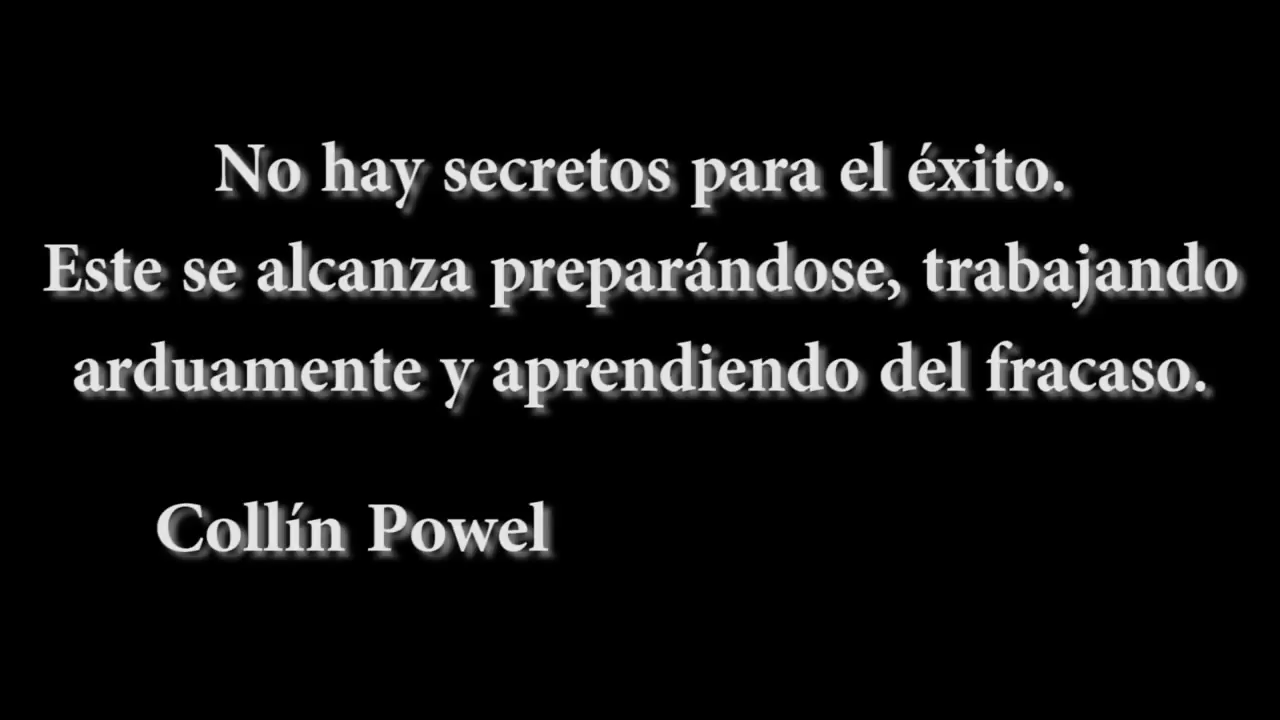 No hay secretos para el éxito.
Este se alcanza preparándose, trabajando
arduamente y aprendiendo del fracaso.
Collín Powel